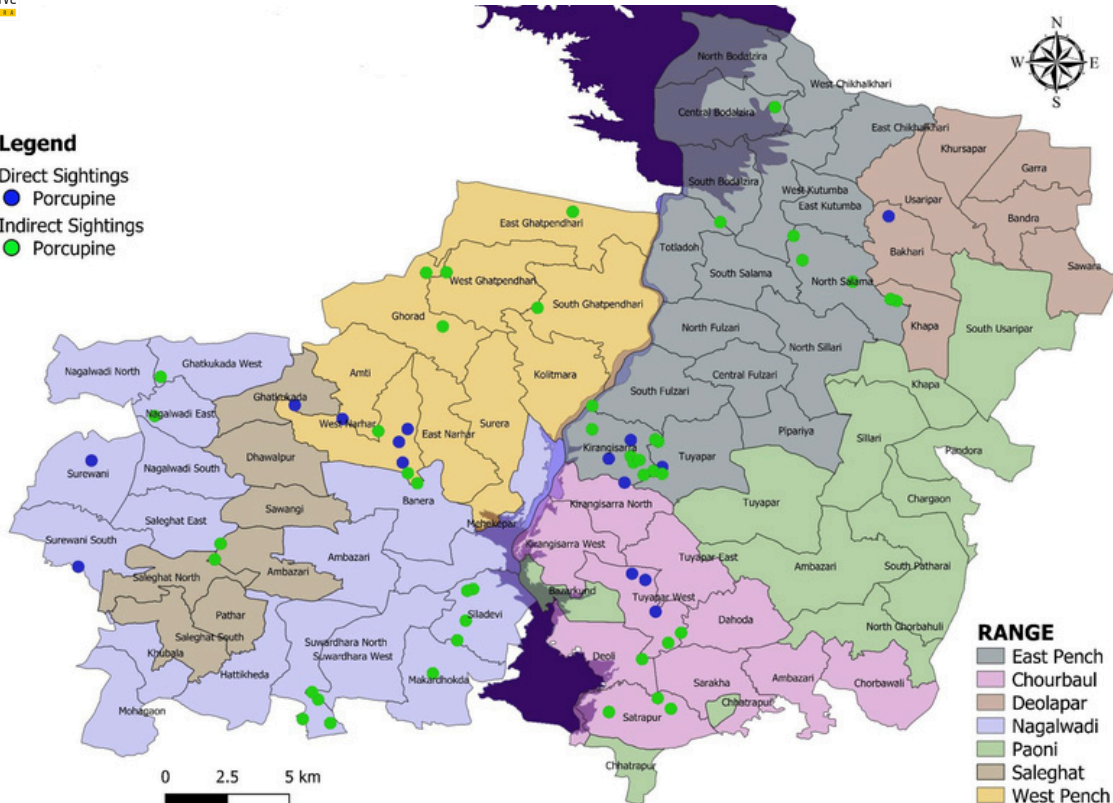 N
W E
S
Legend
Direct Sightings
Porcupine
Indirect Sightings
Porcupine
North Bodalzira
West Chikhalkhari
Central Bodalzira
East Chikhalkhari
Khursapar
Garra
South Bodalzira
West Kutumba
East Kutumba
Usaripar
Bandra
East Ghatpendhari
Totladoh
Bakhari
Sawara
West Ghatpendhari
South Salama
North Salama
South Ghatpendhari
Ghorad
North Fulzari
Khapa
South Usaripar
North Sillari
Nagalwadi North
Ghatkukada West
Amti
Kolitmara
Central Fulzari
South Fulzari
Khapa
Ghatkukada
Nagalwadi East
West Narhar
East Narhar
Surera
Pipariya
Sillari
Kirangisarra
Tuyapar
Pandora
Dhawalpur
Surewani
Nagalwadi South
Banera
Chargaon
Sawangi
Kirangisarra North
Tuyapar
Saleghat East
Mehekepar
Surewani South
Kirangisarra West
Ambazari
Tuyapar East
Ambazari
South Patharai
Saleghat North
Ambazari
Bazarkund
Tuyapar West
Pathar
Siladevi
Dahoda
North Chorbahuli
Saleghat South
Suwardhara North
Khubala
Suwardhara West
Deoli
Hattikheda
Makardhokda
Sarakha
Ambazari
Chorbawali
Chhatrapur
Mohagaon
Satrapur
Chhatrapur
0 2.5 5 km
RANGE
East Pench
Chourbaul
Deolapar
Nagalwadi
Paoni
Saleghat
West Pench